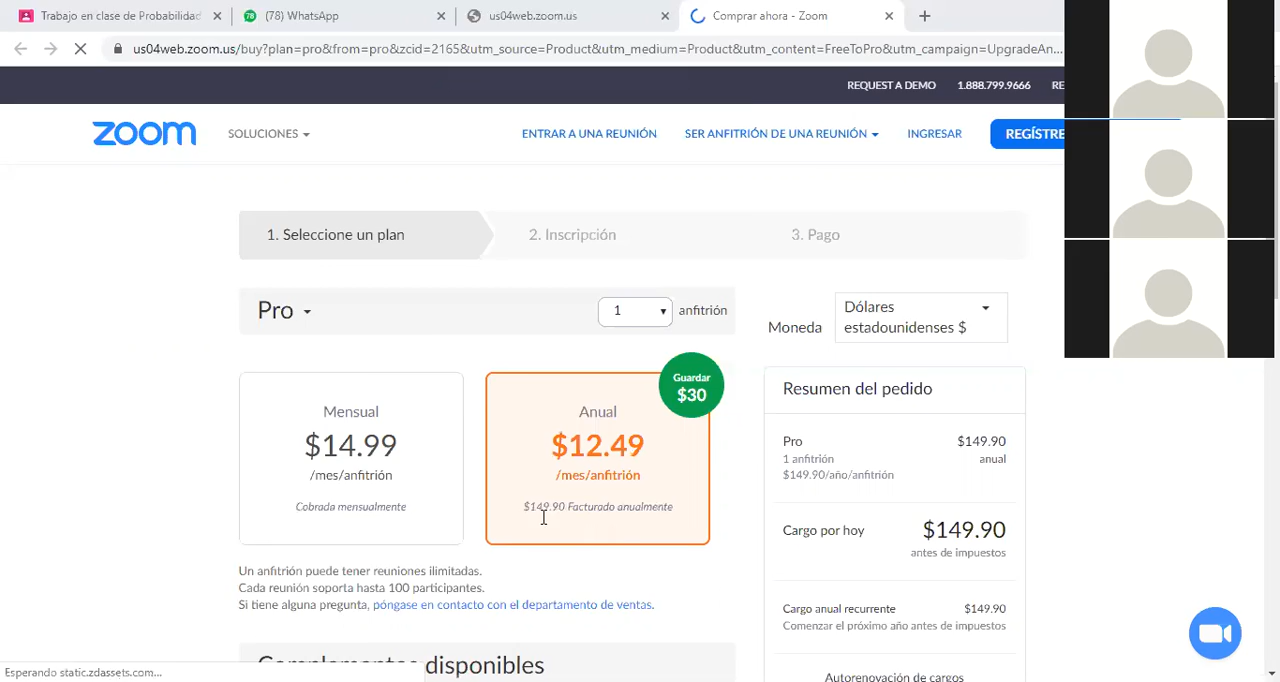 Trabajo en clase de Probabilidad
(78) WhatsApp
us04web.zoom.us
Comprar ahora - Zoom
us04web.zoom.us/buy?plan=pro&from=pro&zcid=2165&utm_source=Product&utm_medium=Product&utm_content=FreeToPro&utm_campaign=UpgradeAn...
REQUEST A DEMO 1.888.799.9666 RE
zoom SOLUCIONES ENTRAR A UNA REUNIÓN SER ANFITRIÓN DE UNA REUNIÓN INGRESAR REGÍSTRE
1. Seleccione un plan 2. Inscripción 3. Pago
Pro 1 anfitrión
Moneda Dólares
estadounidenses $
Guardar
$30
Mensual
$14.99
/mes/anfitrión
Cobrada mensualmente
Anual
$12.49
/mes/anfitrión
$149.90 Facturado anualmente
Un anfitrión puede tener reuniones ilimitadas.
Cada reunión soporta hasta 100 participantes.
Si tiene alguna pregunta, póngase en contacto con el departamento de ventas.
Complementos disponibles
Resumen del pedido
Pro $149.90
1 anfitrión anual
$149.90/año/anfitrión
Cargo por hoy $149.90
antes de impuestos
Cargo anual recurrente $149.90
Comenzar el próximo año antes de impuestos
Autorenovación de cargos
Esperando static.zdassets.com...